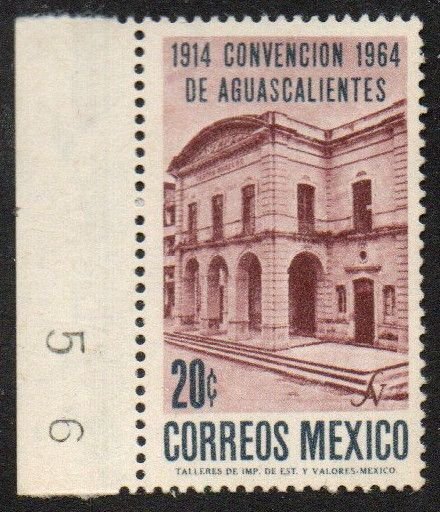 1914 CONVENCION 1964
DE AGUASCALIENTES
20¢
CORREOS MEXICO
TALLERES DE IMP. DE EST. Y VALORES-MEXICO.
5 6